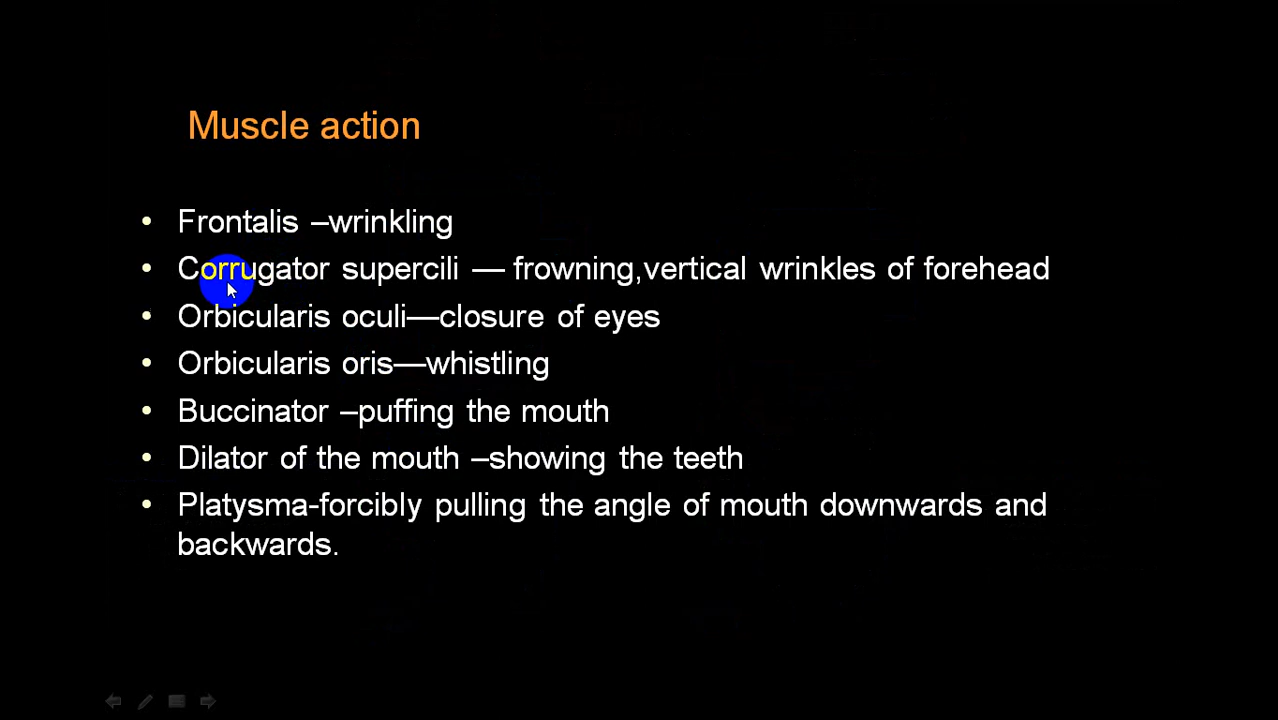 Muscle action
• Frontalis –wrinkling
• Corrugator supercili — frowning,vertical wrinkles of forehead
• Orbicularis oculi—closure of eyes
• Orbicularis oris—whistling
• Buccinator –puffing the mouth
• Dilator of the mouth –showing the teeth
• Platysma-forcibly pulling the angle of mouth downwards and
backwards.